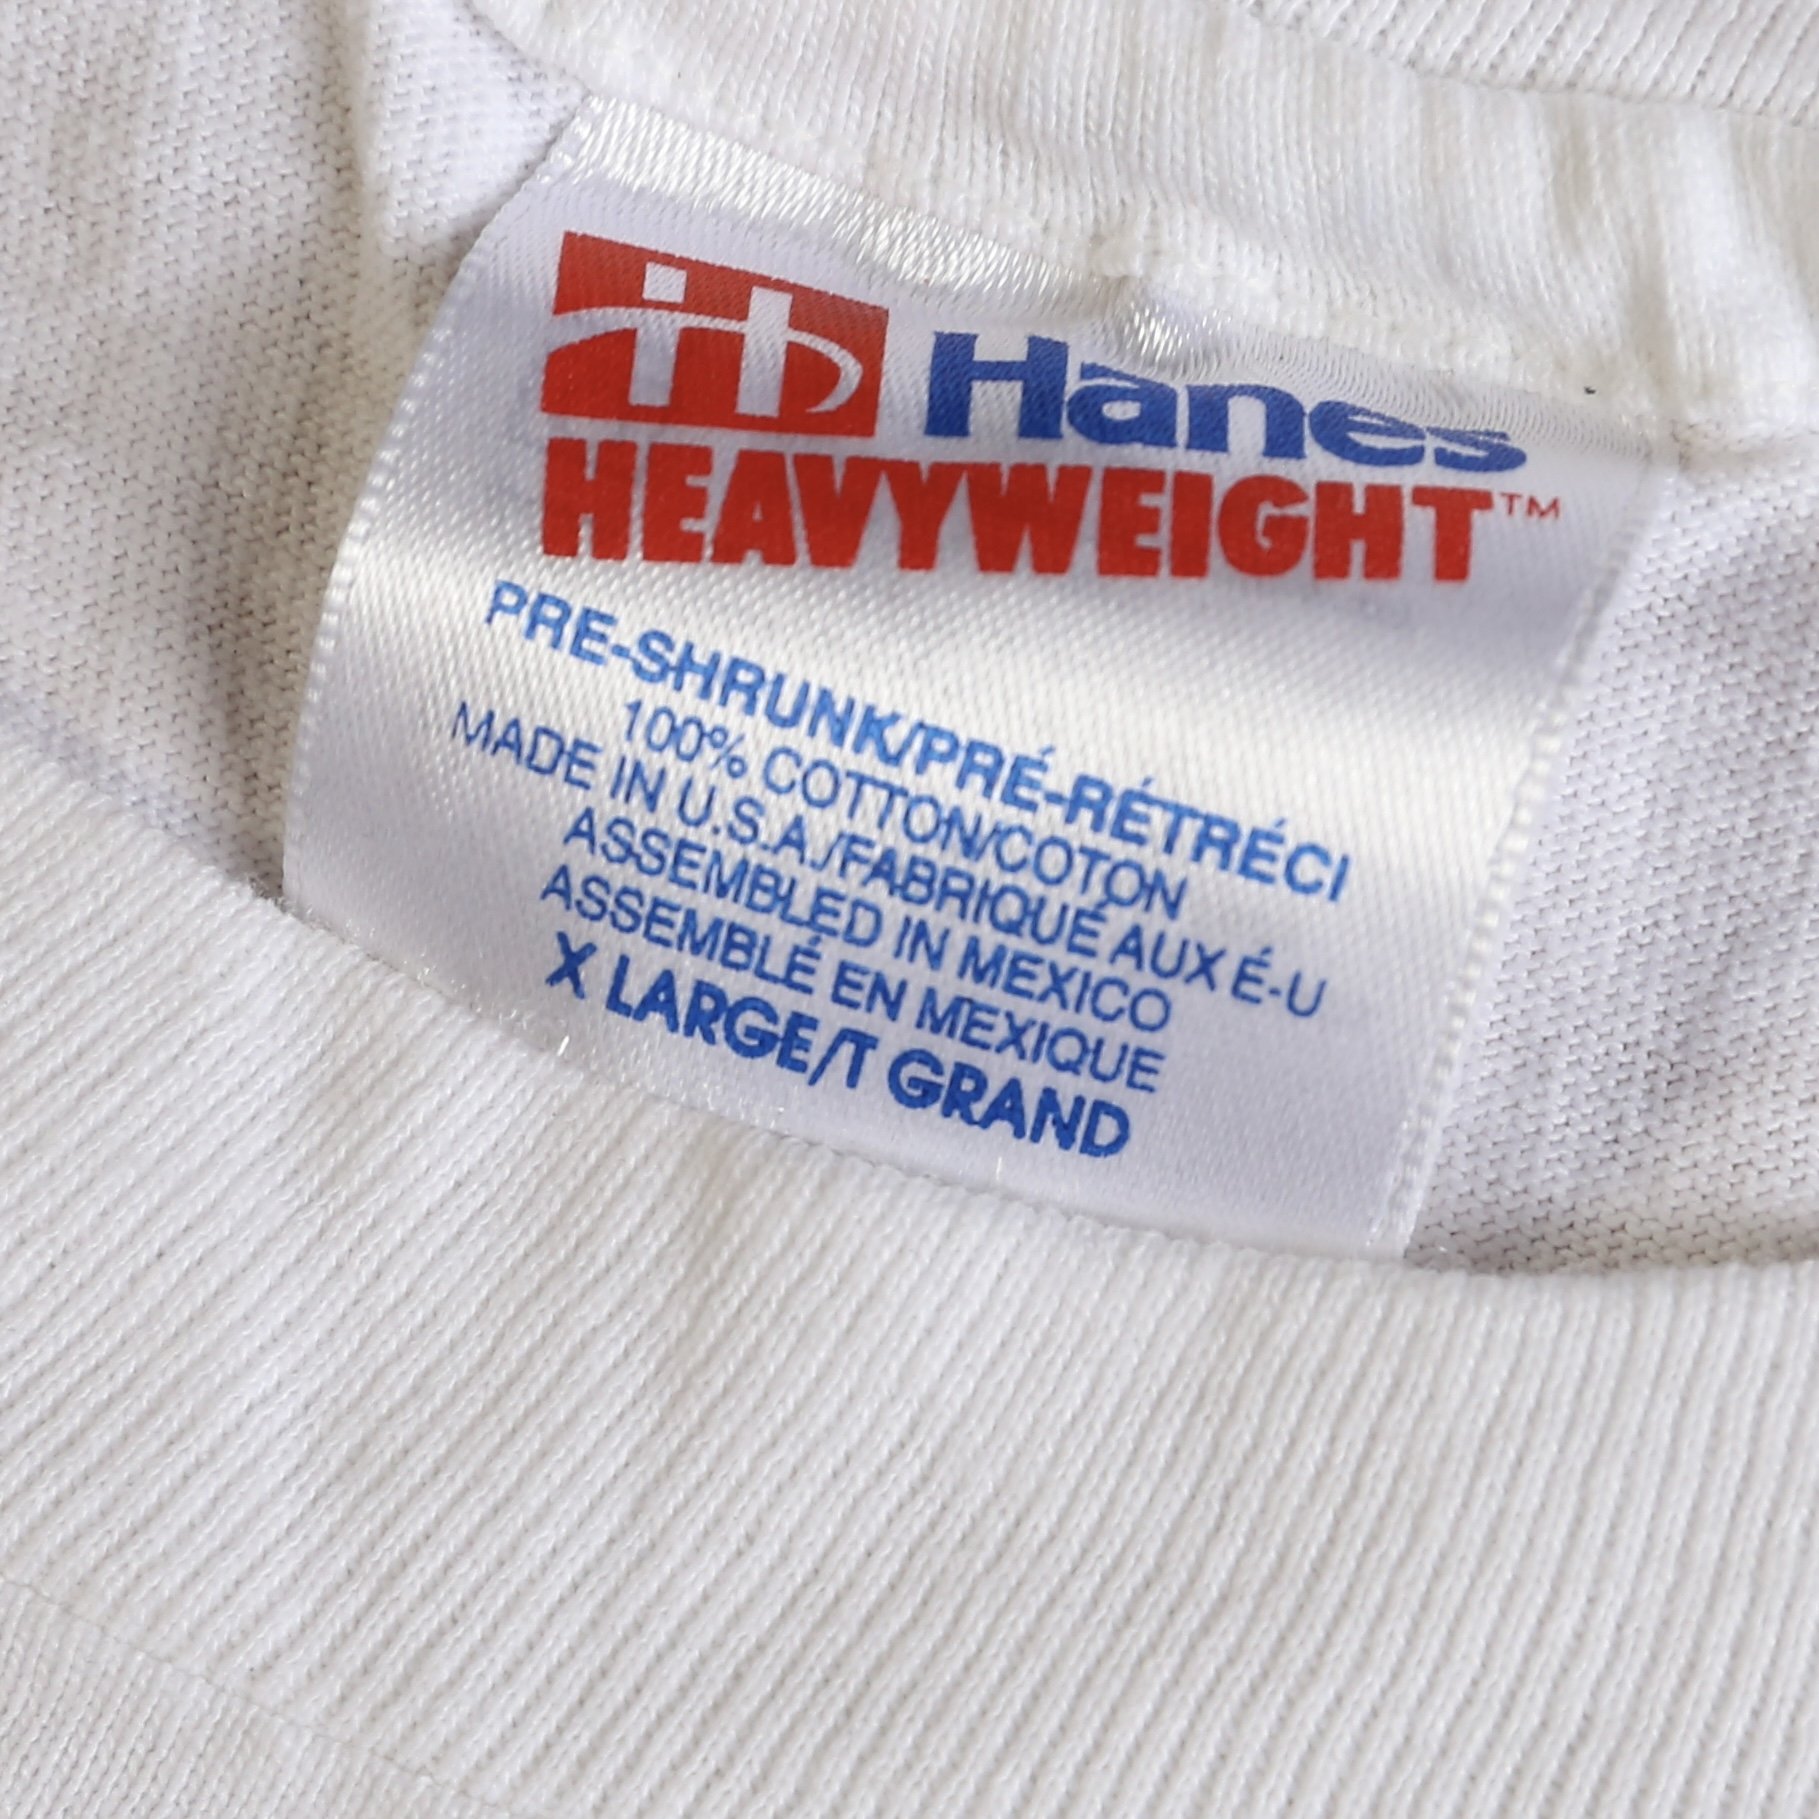 Hanes
HEAVYWEIGHT™
PRE-SHRUNK/PRÉ-RÉTRÉCI
100% COTTON/COTON
MADE IN U.S.A./FABRIQUÉ AUX É-U
ASSEMBLED IN MEXICO
ASSEMBLÉ EN MEXIQUE
X LARGE/T GRAND